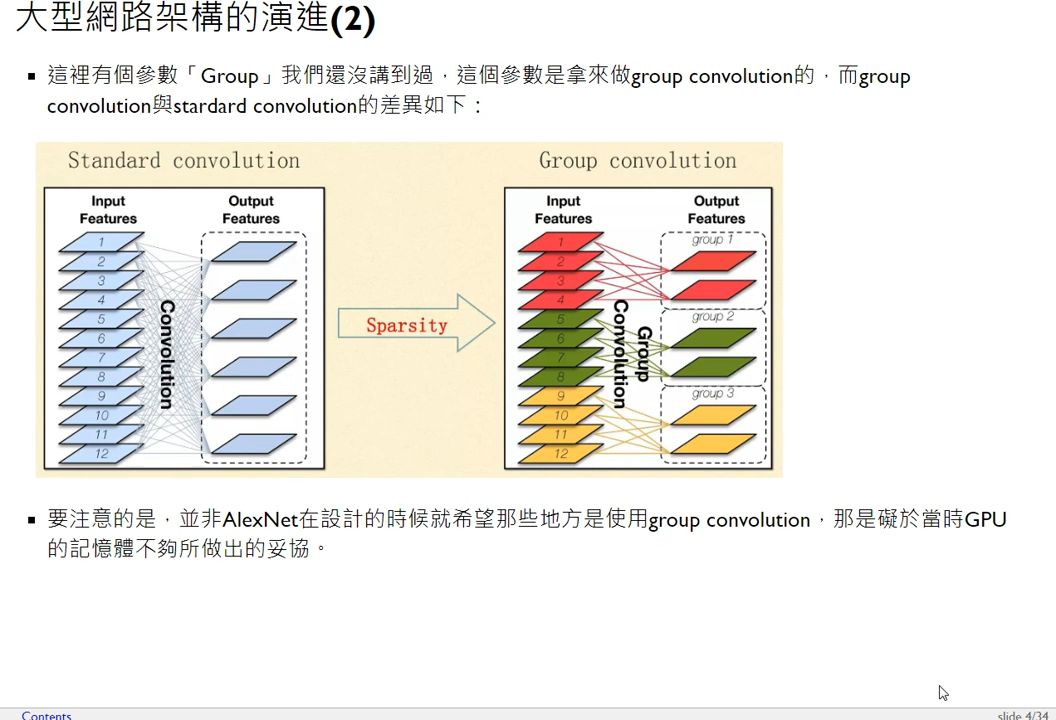 大型網路架構的演進(2)
▪ 這裡有個參數「Group」我們還沒講到過，這個參數是拿來做group convolution的，而group
convolution與stardard convolution的差異如下：
Standard convolution
Input
Features
Output
Features
1
2
3
4
5
6
7
8
9
10
11
12
Convolution
Sparsity
Group convolution
Input
Features
Output
Features
1
2
3
4
5
6
7
8
9
10
11
12
Group
Convolution
group 1
group 2
group 3
▪ 要注意的是，並非AlexNet在設計的時候就希望那些地方是使用group convolution，那是礙於當時GPU
的記憶體不夠所做出的妥協。
Contents
slide 4/34